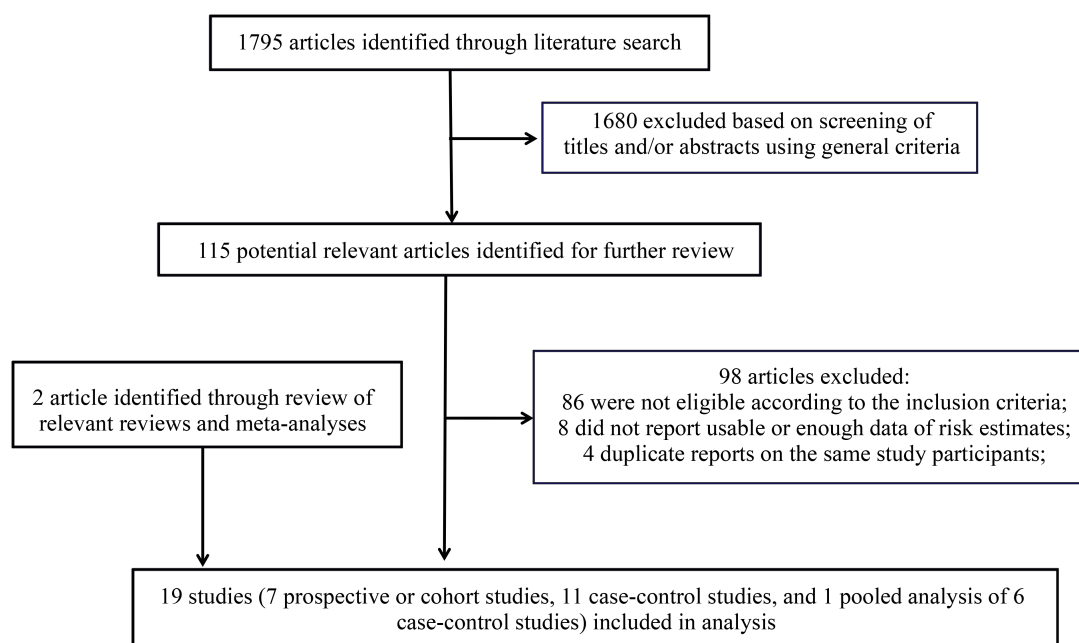 1795 articles identified through literature search
1680 excluded based on screening of
titles and/or abstracts using general criteria
115 potential relevant articles identified for further review
2 article identified through review of
relevant reviews and meta-analyses
98 articles excluded:
86 were not eligible according to the inclusion criteria;
8 did not report usable or enough data of risk estimates;
4 duplicate reports on the same study participants;
19 studies (7 prospective or cohort studies, 11 case-control studies, and 1 pooled analysis of 6
case-control studies) included in analysis